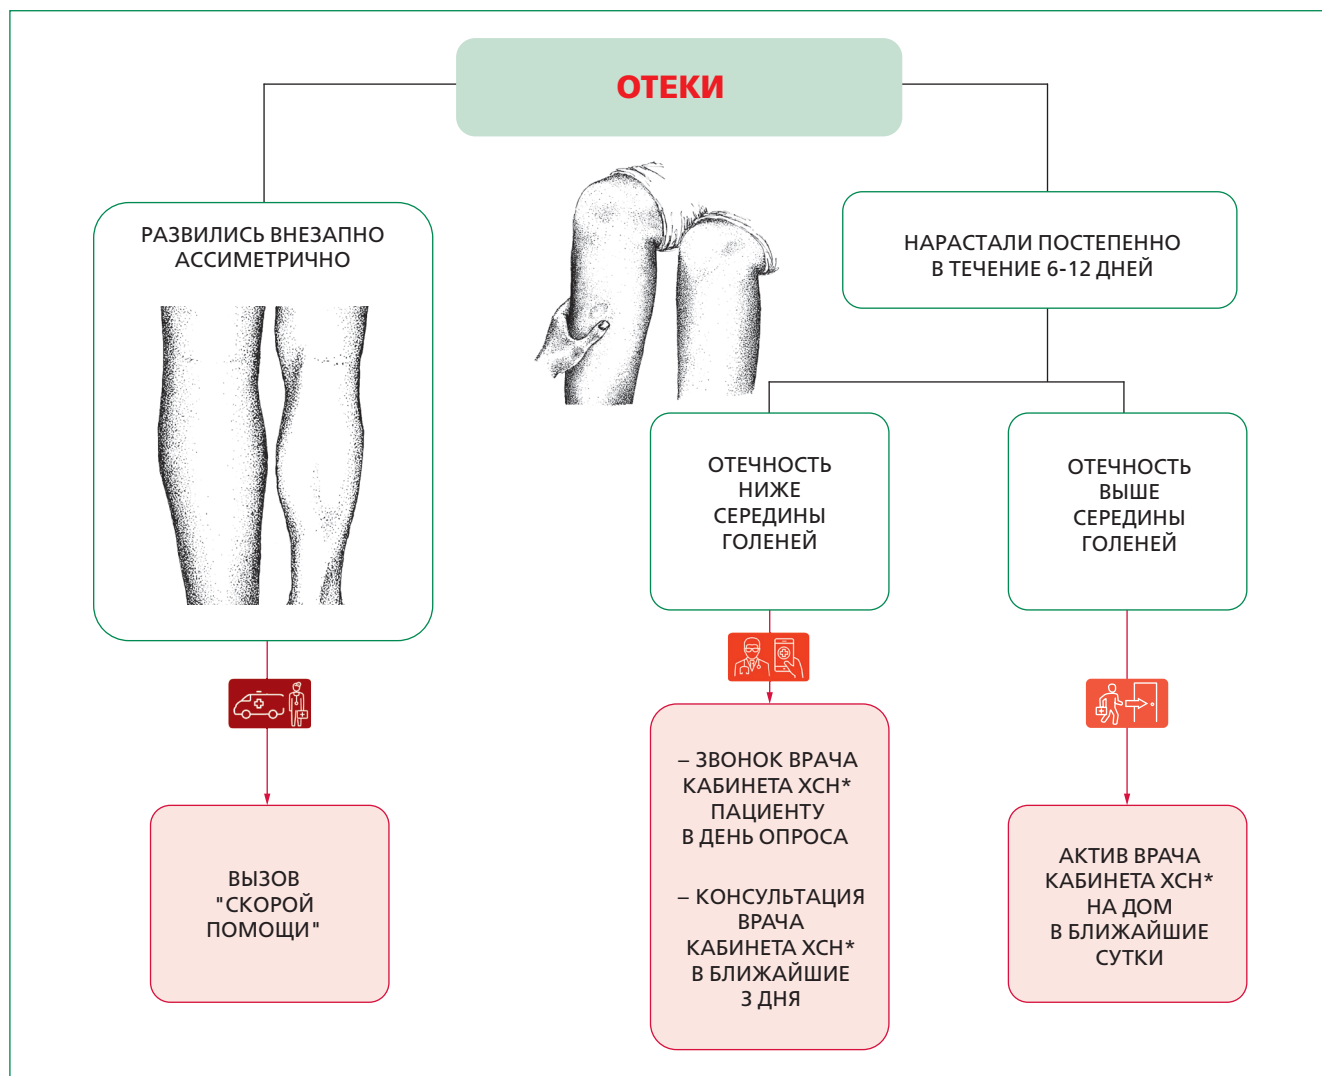 ОТЕКИ
РАЗВИЛИСЬ ВНЕЗАПНО
АССИМЕТРИЧНО
НАРАСТАЛИ ПОСТЕПЕННО
В ТЕЧЕНИЕ 6-12 ДНЕЙ
ОТЕЧНОСТЬ
НИЖЕ
СЕРЕДИНЫ
ГОЛЕНЕЙ
ОТЕЧНОСТЬ
ВЫШЕ
СЕРЕДИНЫ
ГОЛЕНЕЙ
ВЫЗОВ
"СКОРОЙ
ПОМОЩИ"
– ЗВОНОК ВРАЧА
КАБИНЕТА ХСН*
ПАЦИЕНТУ
В ДЕНЬ ОПРОСА
– КОНСУЛЬТАЦИЯ
ВРАЧА
КАБИНЕТА ХСН*
В БЛИЖАЙШИЕ
3 ДНЯ
АКТИВ ВРАЧА
КАБИНЕТА ХСН*
НА ДОМ
В БЛИЖАЙШИЕ
СУТКИ